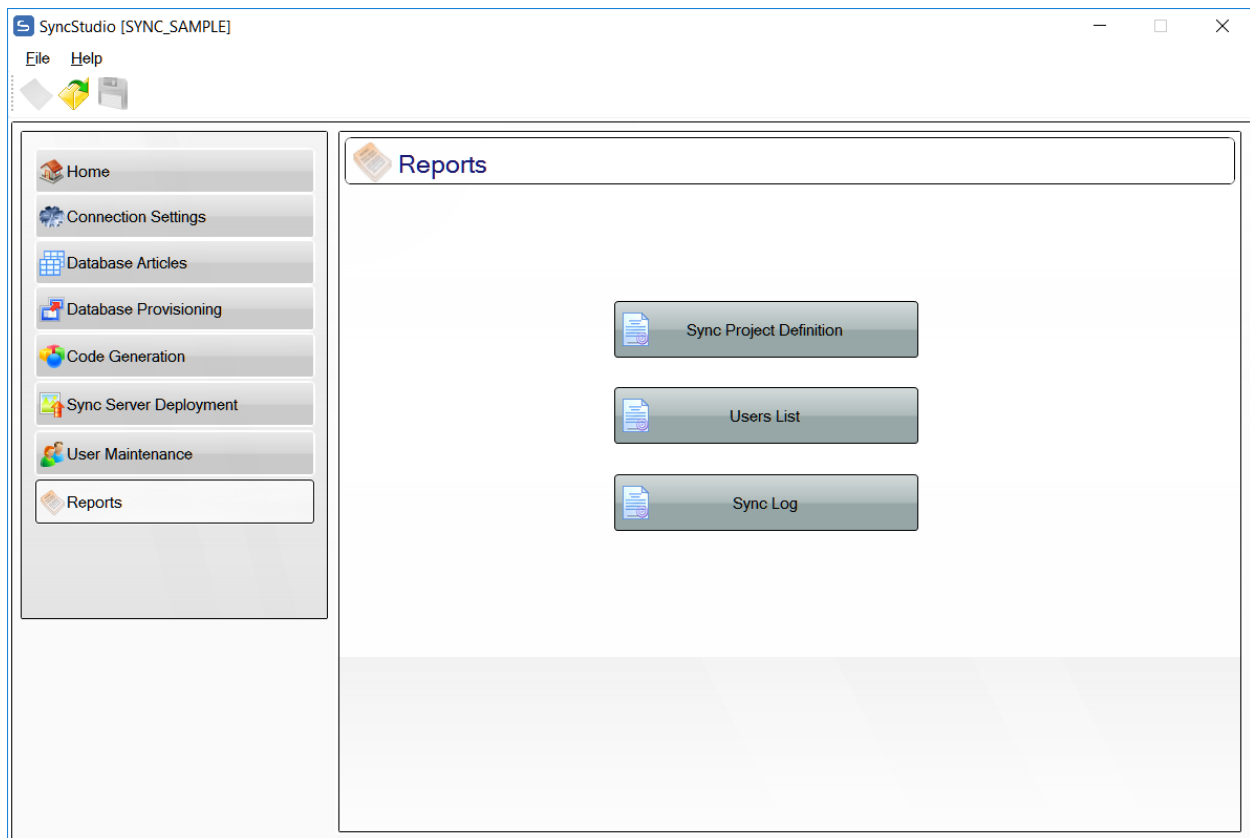 SyncStudio [SYNC_SAMPLE]
File Help
Home
Connection Settings
Database Articles
Database Provisioning
Code Generation
Sync Server Deployment
User Maintenance
Reports
Reports
Sync Project Definition
Users List
Sync Log